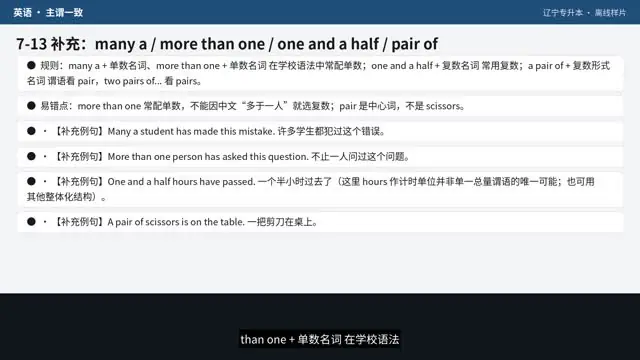 英语 · 主谓一致
辽宁专升本 · 离线样片
7-13 补充：many a / more than one / one and a half / pair of
● 规则：many a + 单数名词、more than one + 单数名词 在学校语法中常配单数；one and a half + 复数名词 常用复数；a pair of + 复数形式
名词 谓语看 pair，two pairs of... 看 pairs。
● 易错点：more than one 常配单数，不能因中文“多于一人”就选复数；pair 是中心词，不是 scissors。
● · 【补充例句】Many a student has made this mistake. 许多学生都犯过这个错误。
● · 【补充例句】More than one person has asked this question. 不止一人问过这个问题。
● · 【补充例句】One and a half hours have passed. 一个半小时过去了（这里 hours 作计时单位并非单一总量谓语的唯一可能；也可用
其他整体化结构）。
● · 【补充例句】A pair of scissors is on the table. 一把剪刀在桌上。
than one + 单数名词 在学校语法